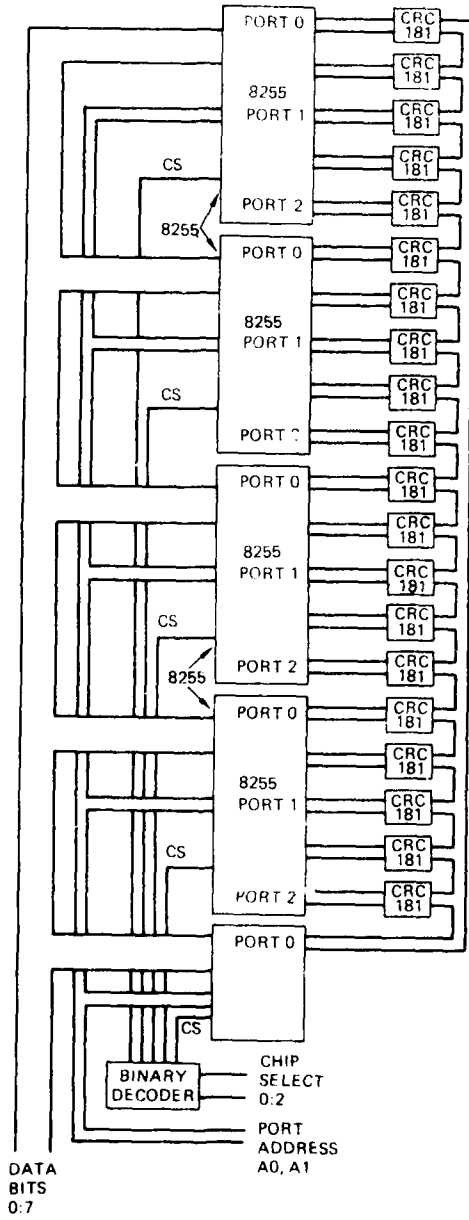 PORT 0
CRC
181
CRC
181
8255
PORT 1
CRC
181
CS
CRC
181
PORT 2
CRC
181
8255
PORT 0
CRC
181
CRC
181
8255
PORT 1
CRC
181
CS
CRC
181
PORT 2
CRC
181
PORT 0
CRC
181
CRC
181
8255
PORT 1
CRC
181
CS
CRC
181
PORT 2
CRC
181
8255
PORT 0
CRC
181
CRC
181
8255
PORT 1
CRC
181
CS
CRC
181
PORT 2
CRC
181
PORT 0
CS
BINARY
DECODER
CHIP
SELECT
0:2
PORT
ADDRESS
A0, A1
DATA
BITS
0:7